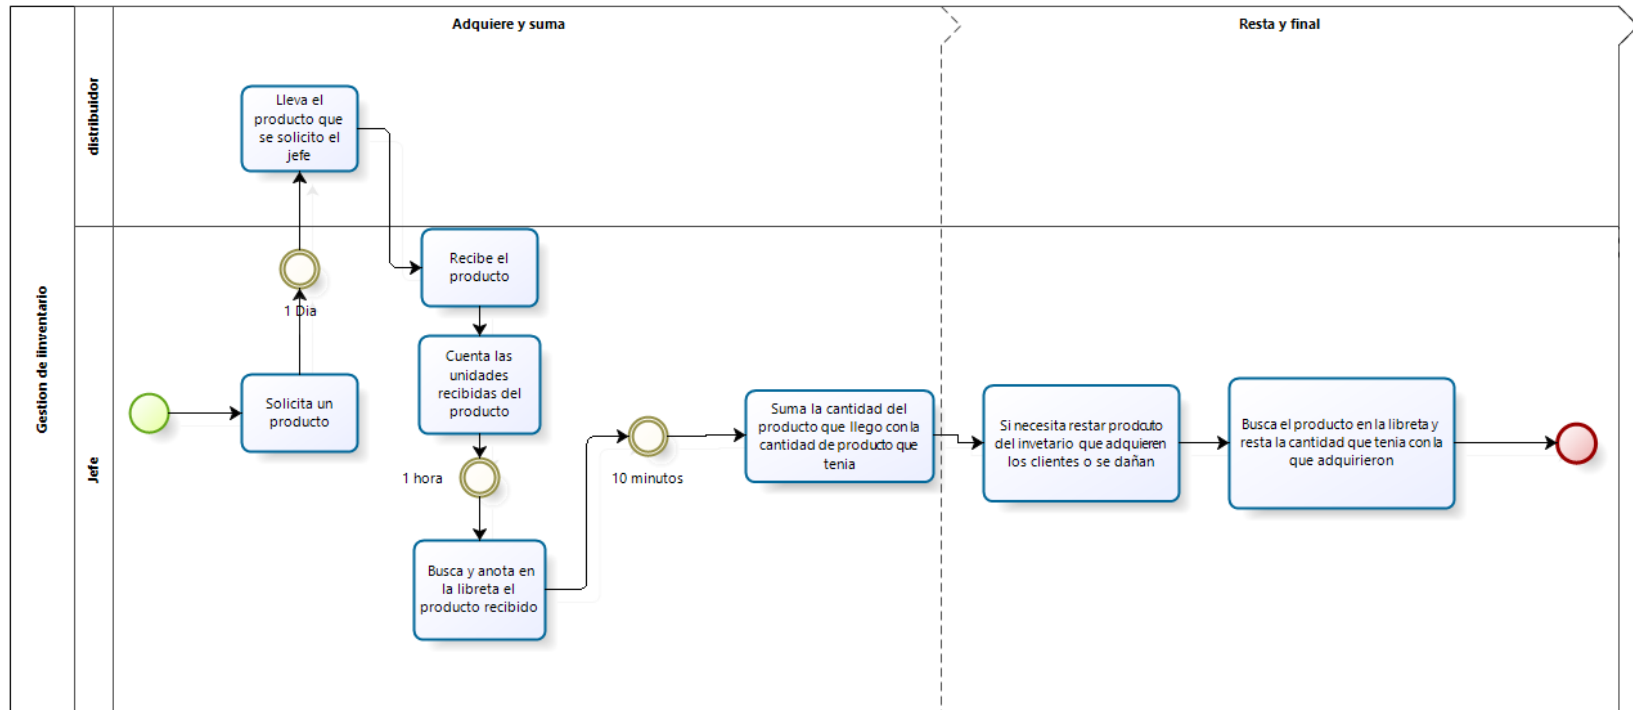 Gestion de iinventario
Adquiere y suma
Resta y final
distribuidor
Lleva el
producto que
se solicito el
jefe
Jefe
Solicita un
producto
1 Dia
Recibe el
producto
Cuenta las
unidades
recibidas del
producto
1 hora
Busca y anota en
la libreta el
producto recibido
10 minutos
Suma la cantidad del
producto que llego con la
cantidad de producto que
tenia
Si necesita restar prodcuto
del invetario que adquieren
los clientes o se dañan
Busca el producto en la libreta y
resta la cantidad que tenia con la
que adquirieron